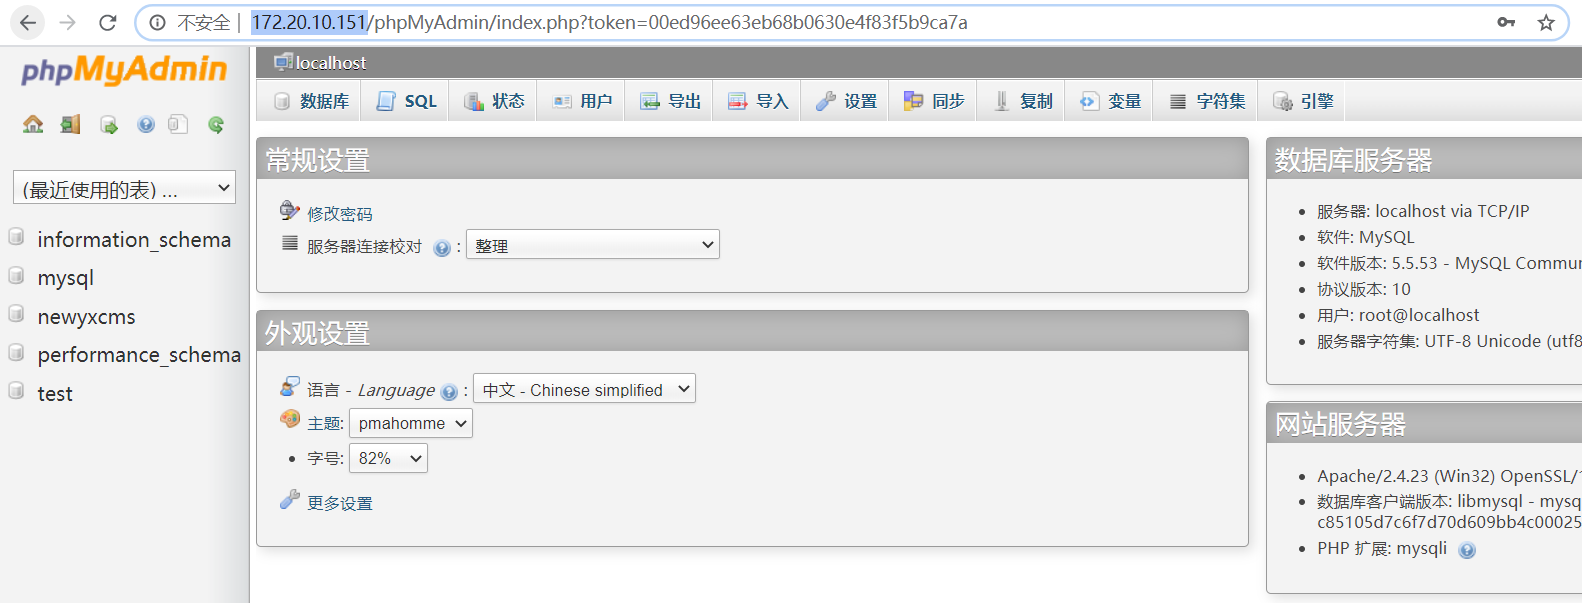 不安全 | 172.20.10.151/phpMyAdmin/index.php?token=00ed96ee63eb68b0630e4f83f5b9ca7a
phpMyAdmin
(最近使用的表) ...
information_schema
mysql
newyxcms
performance_schema
test
localhost
数据库 SQL 状态 用户 导出 导入 设置 同步 复制 变量 字符集 引擎
常规设置
修改密码
服务器连接校对 : 整理
外观设置
语言 - Language : 中文 - Chinese simplified
主题: pmahomme
字号: 82%
更多设置
数据库服务器
服务器: localhost via TCP/IP
软件: MySQL
软件版本: 5.5.53 - MySQL Commun
协议版本: 10
用户: root@localhost
服务器字符集: UTF-8 Unicode (utf8
网站服务器
Apache/2.4.23 (Win32) OpenSSL/1
数据库客户端版本: libmysql - mysq
c85105d7c6f7d70d609bb4c00025
PHP 扩展: mysqli